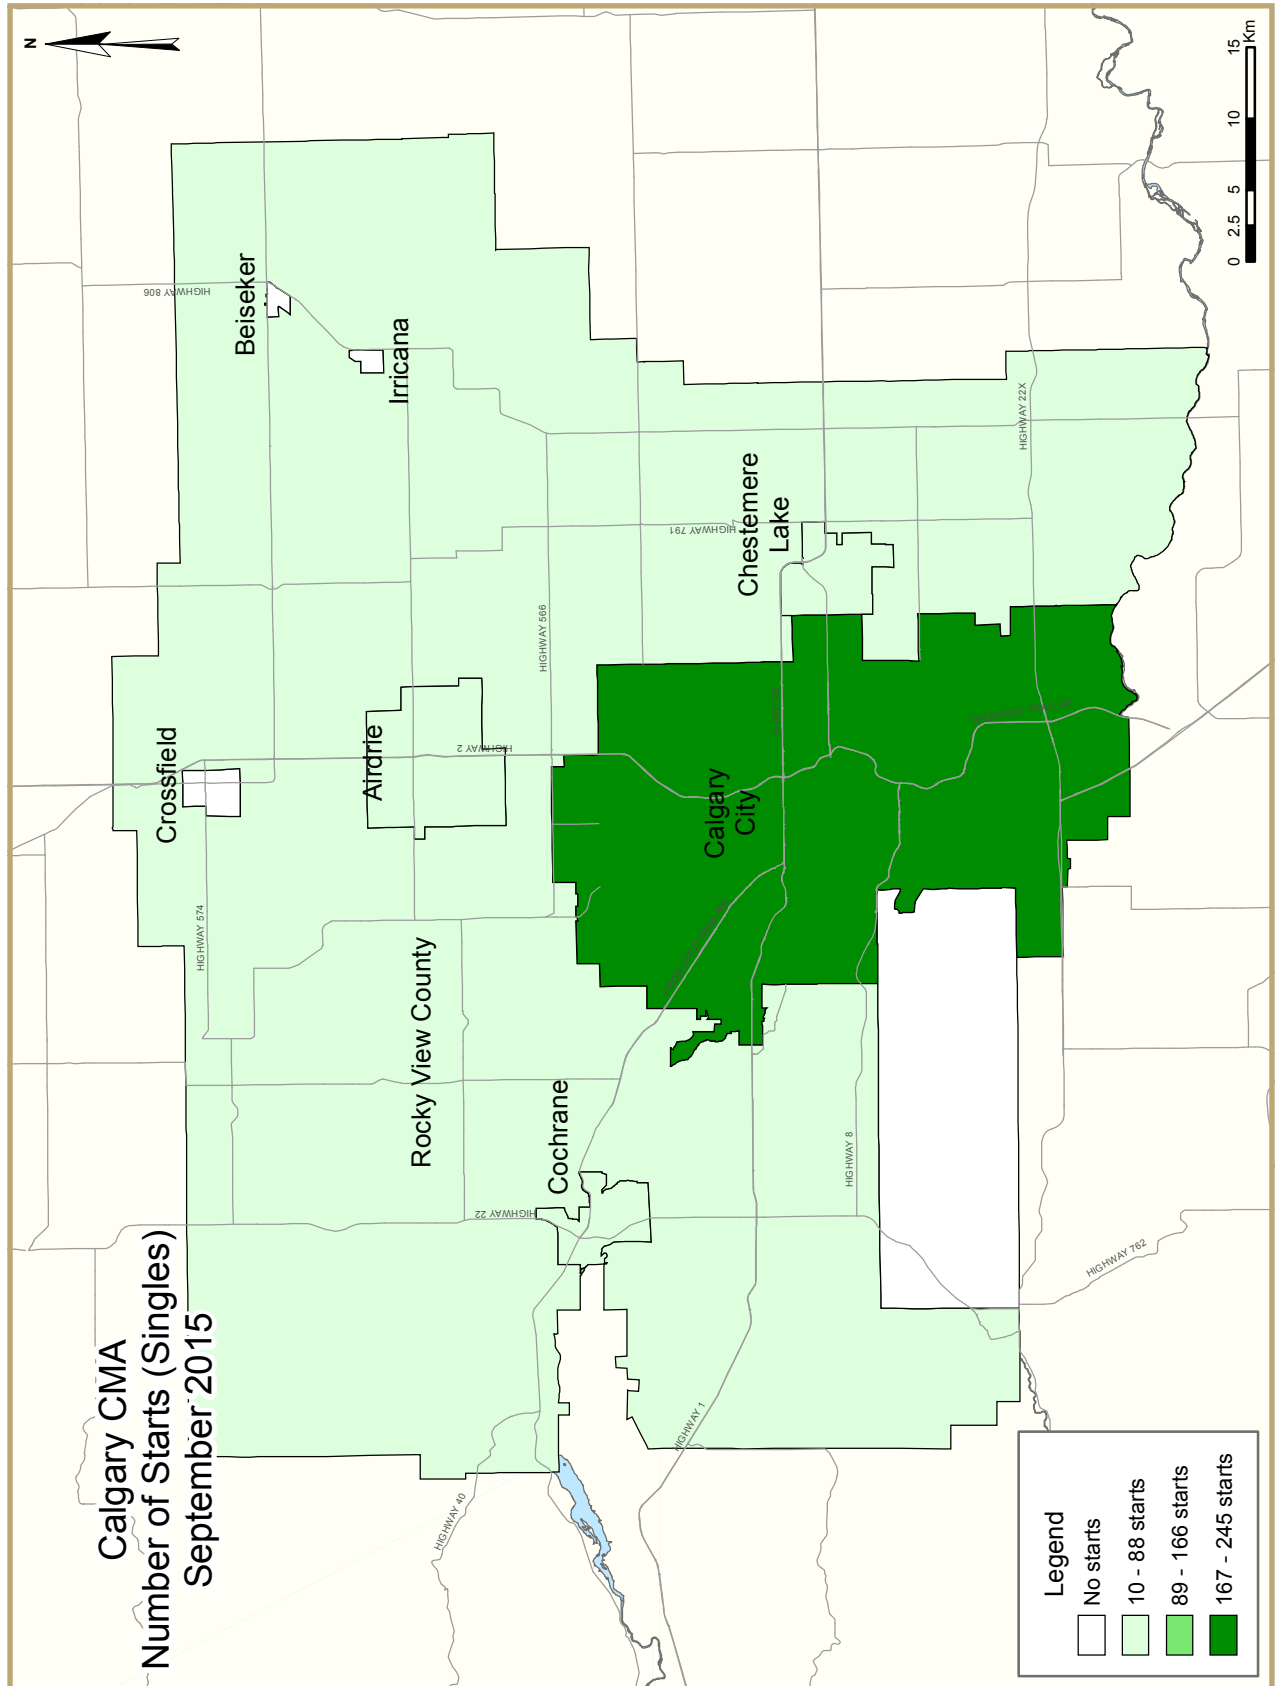 Calgary CMA
Number of Starts (Singles)
September 2015
N
Beiseker
HIGHWAY 806
Irricana
Crossfield
Airdrie
HIGHWAY 2
HIGHWAY 566
HIGHWAY 574
Rocky View County
Cochrane
HIGHWAY 22
Chestemere
Lake
HIGHWAY 791
Calgary
City
HIGHWAY 22X
HIGHWAY 8
HIGHWAY 762
HIGHWAY 1
HIGHWAY 40
Legend
No starts
10 - 88 starts
89 - 166 starts
167 - 245 starts
0 2.5 5 10 15
Km